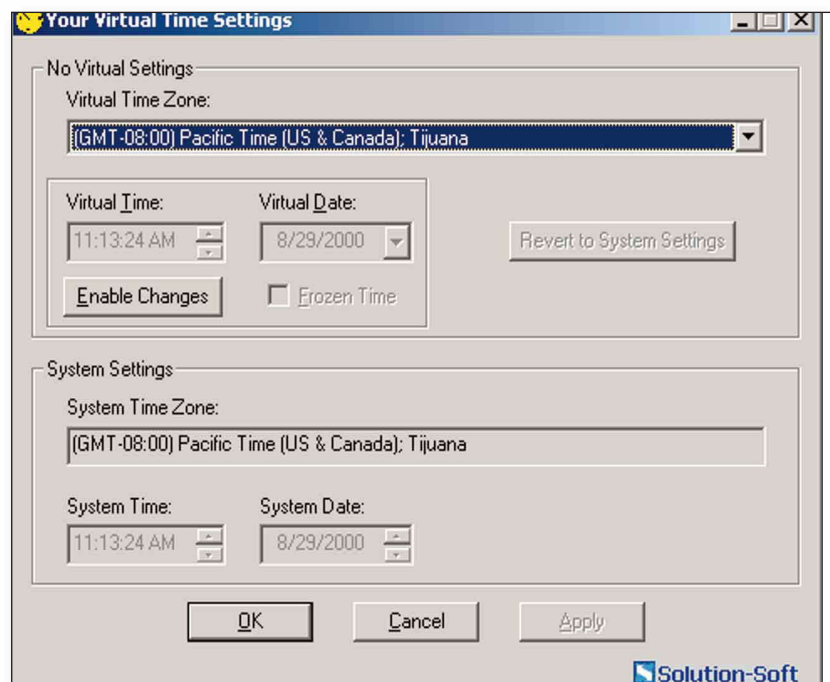 Your Virtual Time Settings
No Virtual Settings
Virtual Time Zone:
(GMT-08:00) Pacific Time (US & Canada); Tijuana
Virtual Time:
Virtual Date:
11:13:24 AM
8/29/2000
Revert to System Settings
Enable Changes
Frozen Time
System Settings
System Time Zone:
(GMT-08:00) Pacific Time (US & Canada); Tijuana
System Time:
System Date:
11:13:24 AM
8/29/2000
OK
Cancel
Apply
Solution-Soft